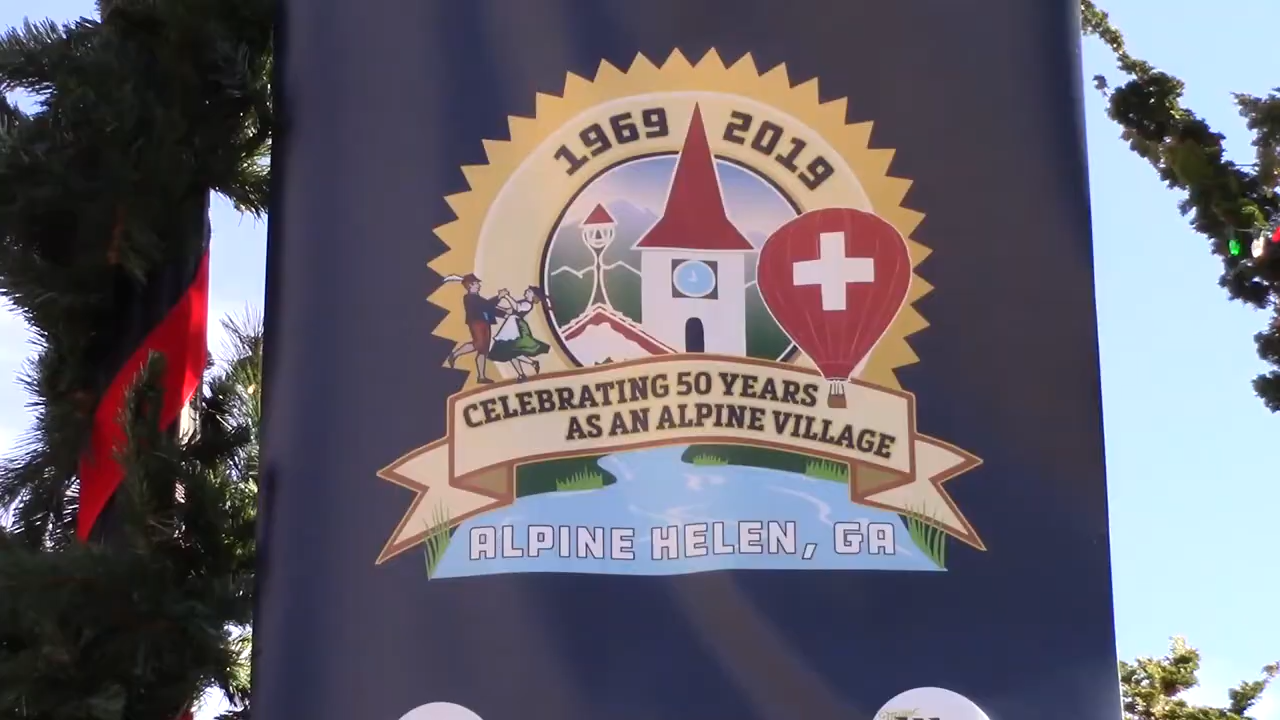 1969 2019
CELEBRATING 50 YEARS
AS AN ALPINE VILLAGE
ALPINE HELEN, GA